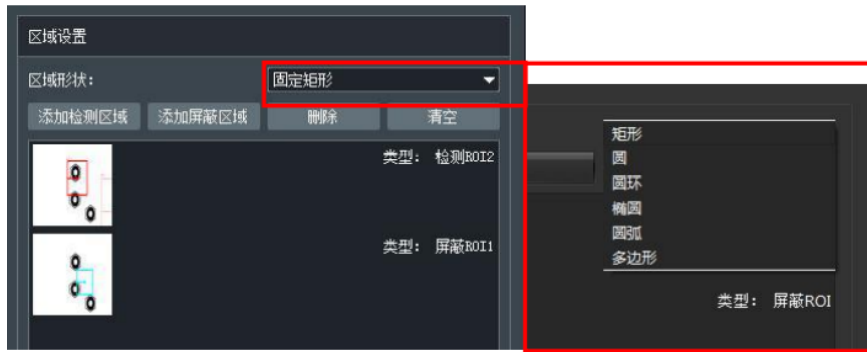 区域设置
区域形状：
固定矩形
添加检测区域
添加屏蔽区域
删除
清空
类型： 检测ROI2
类型： 屏蔽ROI1
矩形
圆
圆环
椭圆
圆弧
多边形
类型： 屏蔽ROI